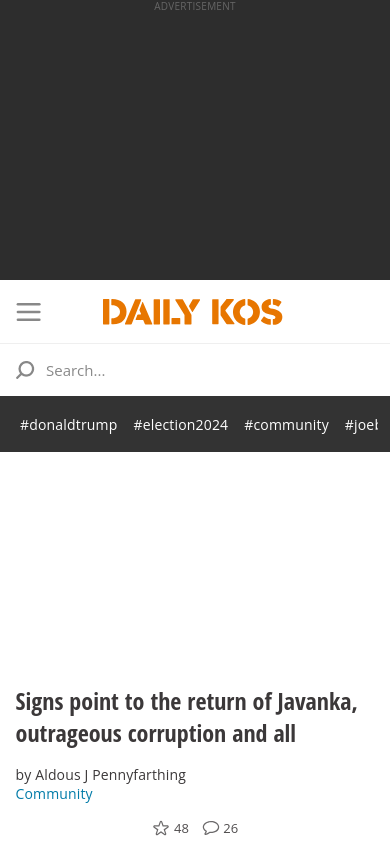 ADVERTISEMENT
DAILY KOS
Search...
#donaldtrump #election2024 #community
Signs point to the return of Javanka,
outrageous corruption and all
by Aldous J Pennyfarthing
Community
48 26